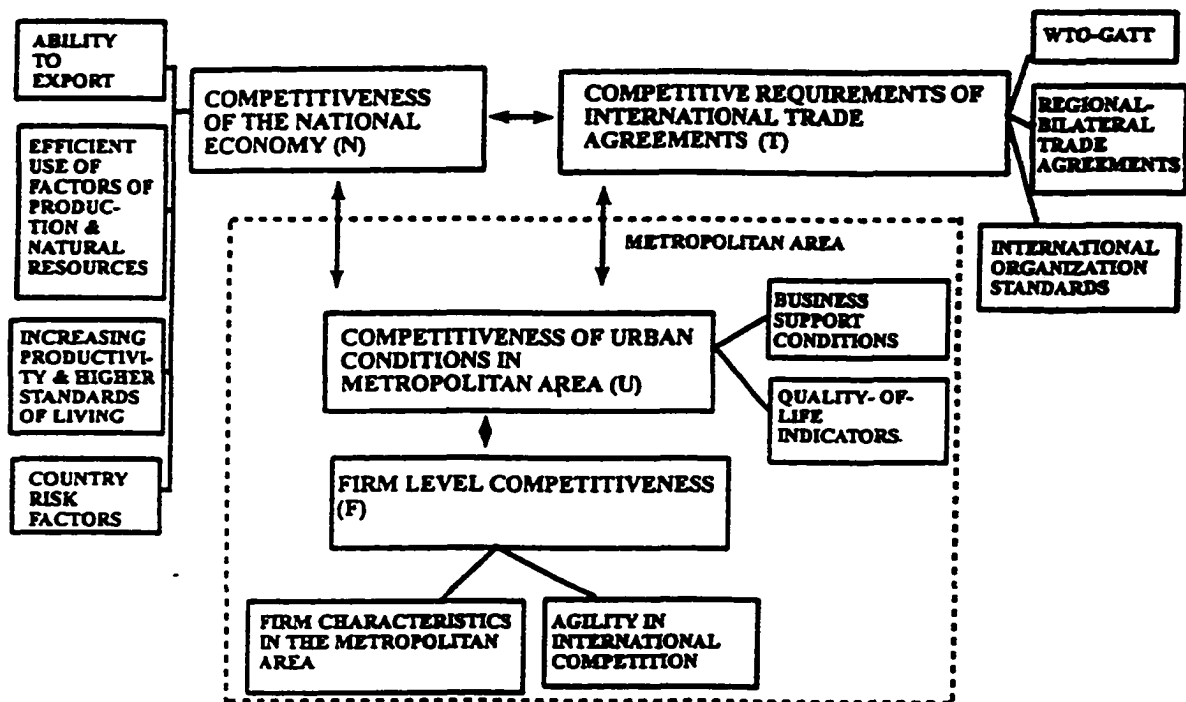 ABILITY
TO
EXPORT
EFFICIENT
USE OF
FACTORS OF
PRODUC-
TION &
NATURAL
RESOURCES
INCREASING
PRODUCTIVI-
TY & HIGHER
STANDARDS
OF LIVING
COUNTRY
RISK
FACTORS
COMPETITIVENESS
OF THE NATIONAL
ECONOMY (N)
COMPETITIVE REQUIREMENTS OF
INTERNATIONAL TRADE
AGREEMENTS (T)
WTO-GATT
REGIONAL-
BILATERAL
TRADE
AGREEMENTS
INTERNATIONAL
ORGANIZATION
STANDARDS
METROPOLITAN AREA
COMPETITIVENESS OF URBAN
CONDITIONS IN
METROPOLITAN AREA (U)
BUSINESS
SUPPORT
CONDITIONS
QUALITY- OF-
LIFE
INDICATORS.
FIRM LEVEL COMPETITIVENESS
(F)
FIRM CHARACTERISTICS
IN THE METROPOLITAN
AREA
AGILITY IN
INTERNATIONAL
COMPETITION